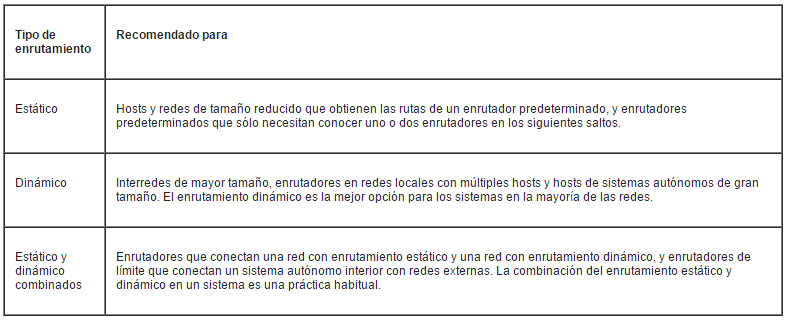 Tipo de
enrutamiento
Recomendado para
Estático
Hosts y redes de tamaño reducido que obtienen las rutas de un enrutador predeterminado, y enrutadores
predeterminados que sólo necesitan conocer uno o dos enrutadores en los siguientes saltos.
Dinámico
Interredes de mayor tamaño, enrutadores en redes locales con múltiples hosts y hosts de sistemas autónomos de gran
tamaño. El enrutamiento dinámico es la mejor opción para los sistemas en la mayoría de las redes.
Estático y
dinámico
combinados
Enrutadores que conectan una red con enrutamiento estático y una red con enrutamiento dinámico, y enrutadores de
límite que conectan un sistema autónomo interior con redes externas. La combinación del enrutamiento estático y
dinámico en un sistema es una práctica habitual.